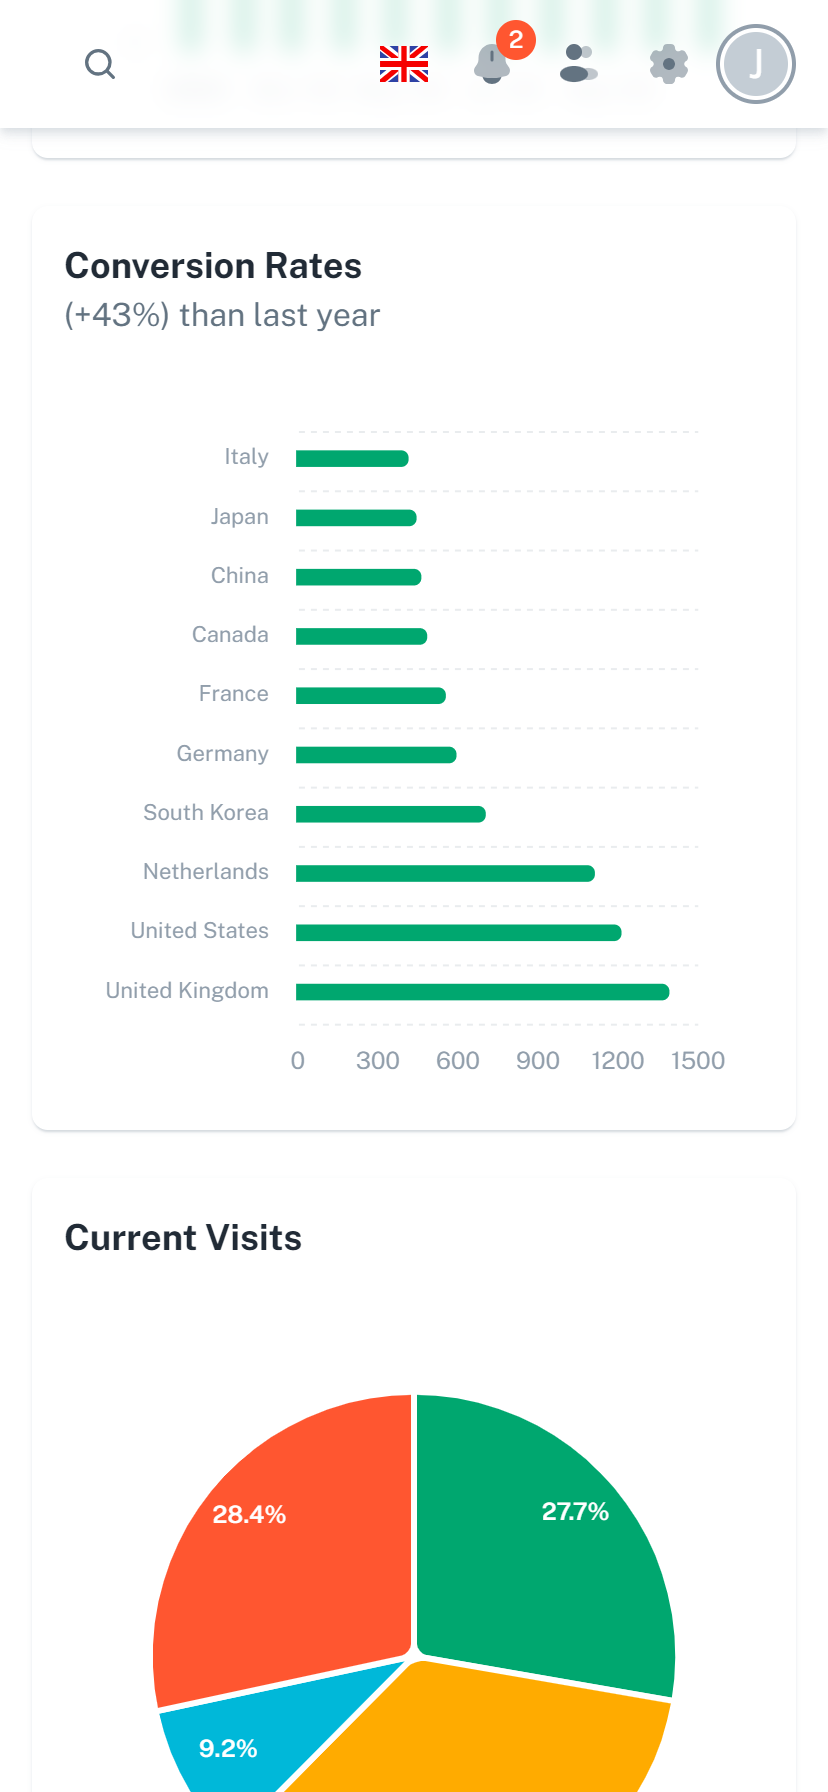 2
J
Conversion Rates
(+43%) than last year
Italy
Japan
China
Canada
France
Germany
South Korea
Netherlands
United States
United Kingdom
0 300 600 900 1200 1500
Current Visits
28.4% 27.7%
9.2%